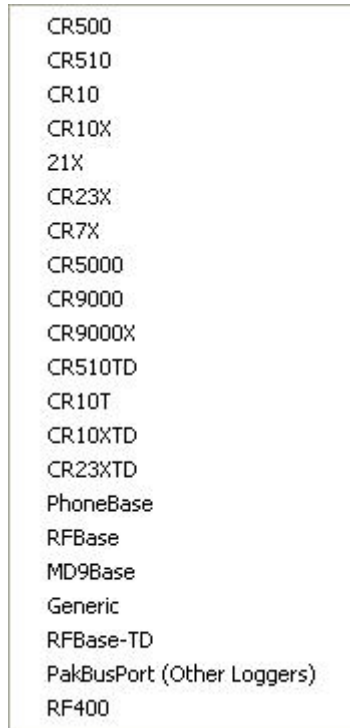 CR500
CR510
CR10
CR10X
21X
CR23X
CR7X
CR5000
CR9000
CR9000X
CR510TD
CR10T
CR10XTD
CR23XTD
PhoneBase
RFBase
MD9Base
Generic
RFBase-TD
PakBusPort (Other Loggers)
RF400